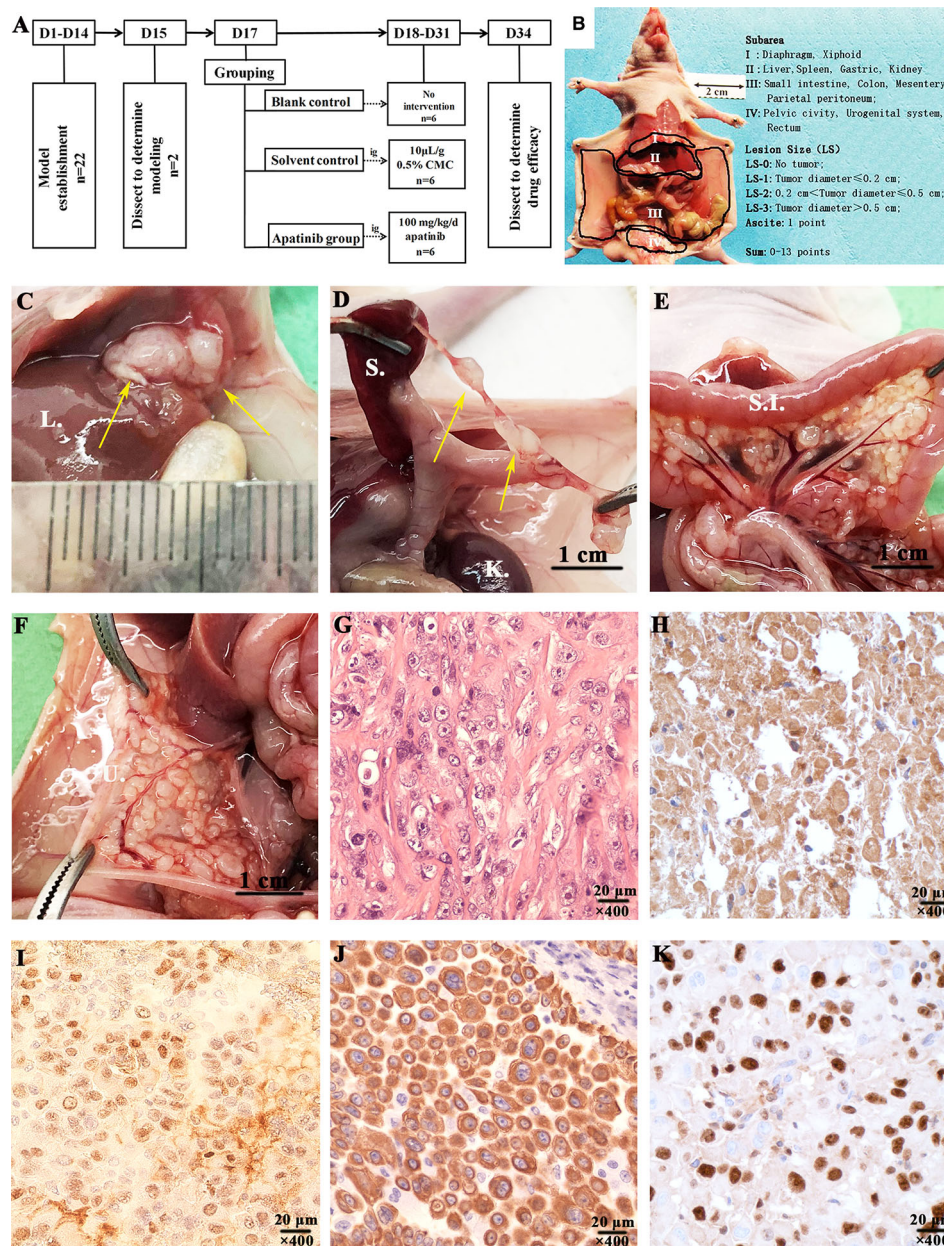 A
D1-D14
D15
D17
D18-D31
D34
Grouping
Model
establishment
n=22
Dissect to determine
modeling
n=2
Blank control
No
intervention
n=6
Solvent control
ig
10μL/g
0.5% CMC
n=6
Apatinib group
ig
100 mg/kg/d
apatinib
n=6
Dissect to determine
drug efficacy
B
2 cm
I
II
III
IV
Subarea
I : Diaphragm, Xiphoid
II : Liver,Spleen, Gastric, Kidney
III: Small intestine, Colon, Mesentery
Parietal peritoneum;
IV: Pelvic civity, Urogenital system,
Rectum
Lesion Size (LS)
LS-0: No tumor;
LS-1: Tumor diameter≤0.2 cm;
LS-2: 0.2 cm<Tumor diameter≤0.5 cm;
LS-3: Tumor diameter>0.5 cm;
Ascite: 1 point
Sum: 0-13 points
C
L.
D
S.
K.
1 cm
E
S.I.
1 cm
F
U.
1 cm
G
20 μm
×400
H
20 μm
×400
I
20 μm
×400
J
20 μm
×400
K
20 μm
×400